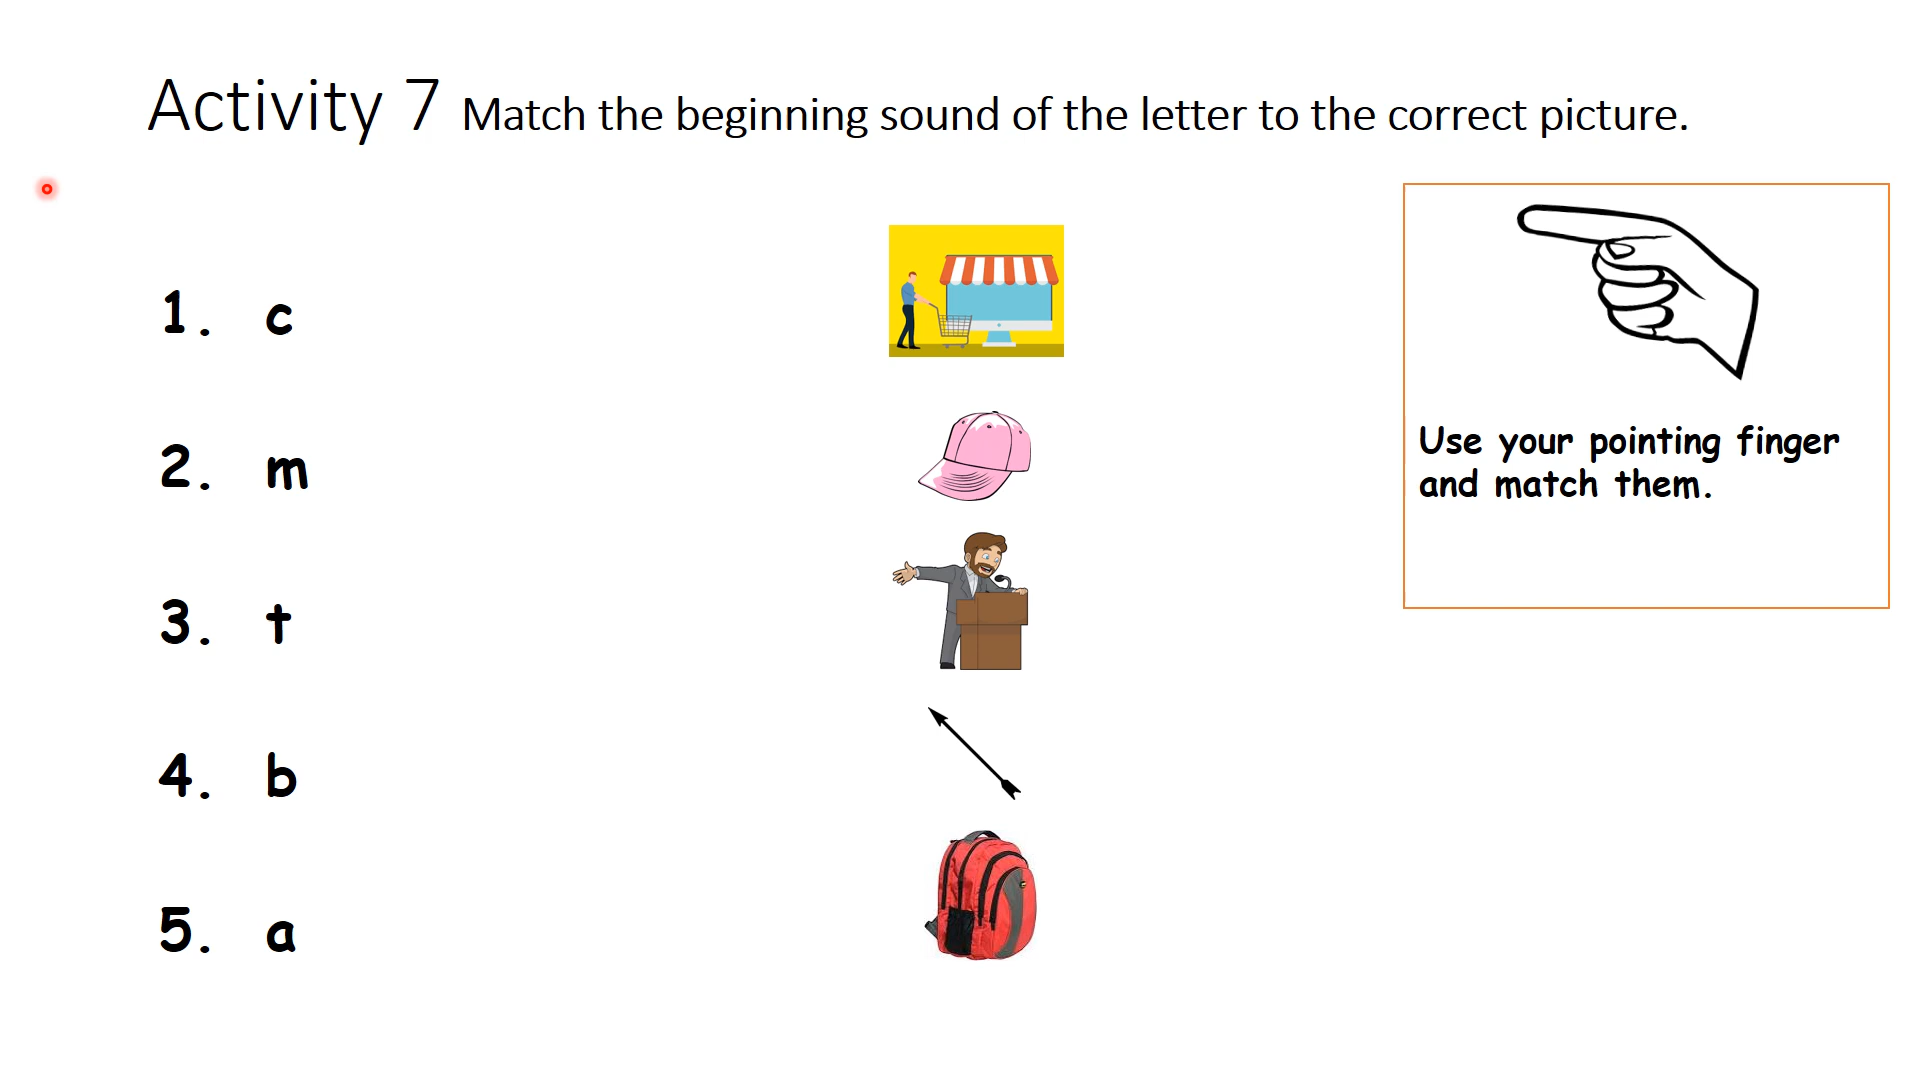 Activity 7 Match the beginning sound of the letter to the correct picture.
1. c
2. m
3. t
4. b
5. a
Use your pointing finger
and match them.